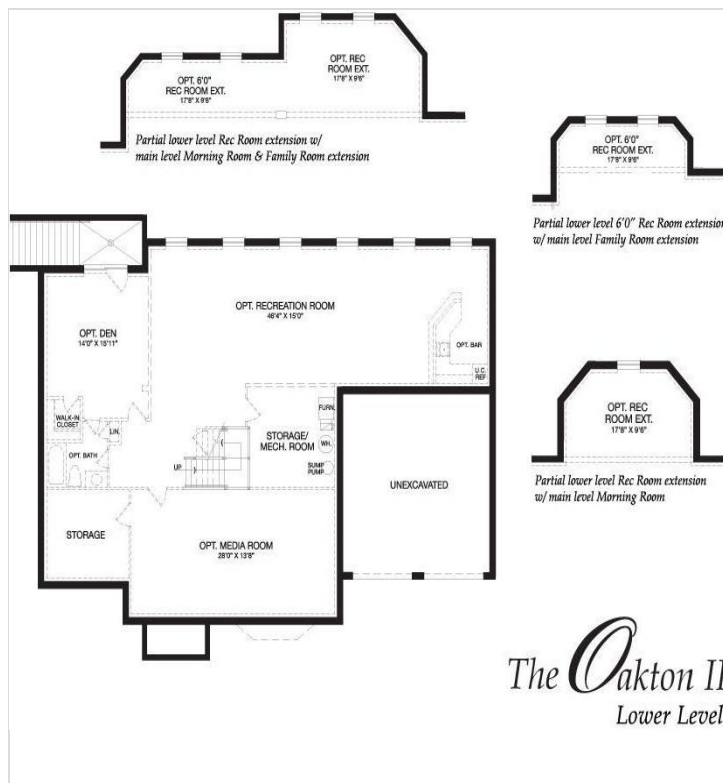 OPT. 6'0"
REC ROOM EXT.
17'8" X 9'6"
OPT. REC
ROOM EXT.
17'8" X 9'6"
Partial lower level Rec Room extension w/
main level Morning Room & Family Room extension
OPT. 6'0"
REC ROOM EXT.
17'8" X 9'6"
Partial lower level 6'0" Rec Room extension
w/ main level Family Room extension
OPT. RECREATION ROOM
46'4" X 15'0"
OPT. DEN
14'0" X 15'11"
OPT. BAR
U.C.
REF
WALK-IN
CLOSET
LIN.
OPT. BATH
UP
FURN.
STORAGE/
MECH. ROOM
WH.
SUMP
PUMP
UNEXCAVATED
STORAGE
OPT. MEDIA ROOM
28'0" X 13'8"
OPT. REC
ROOM EXT.
17'8" X 9'6"
Partial lower level Rec Room extension
w/ main level Morning Room
The Oakton II
Lower Level